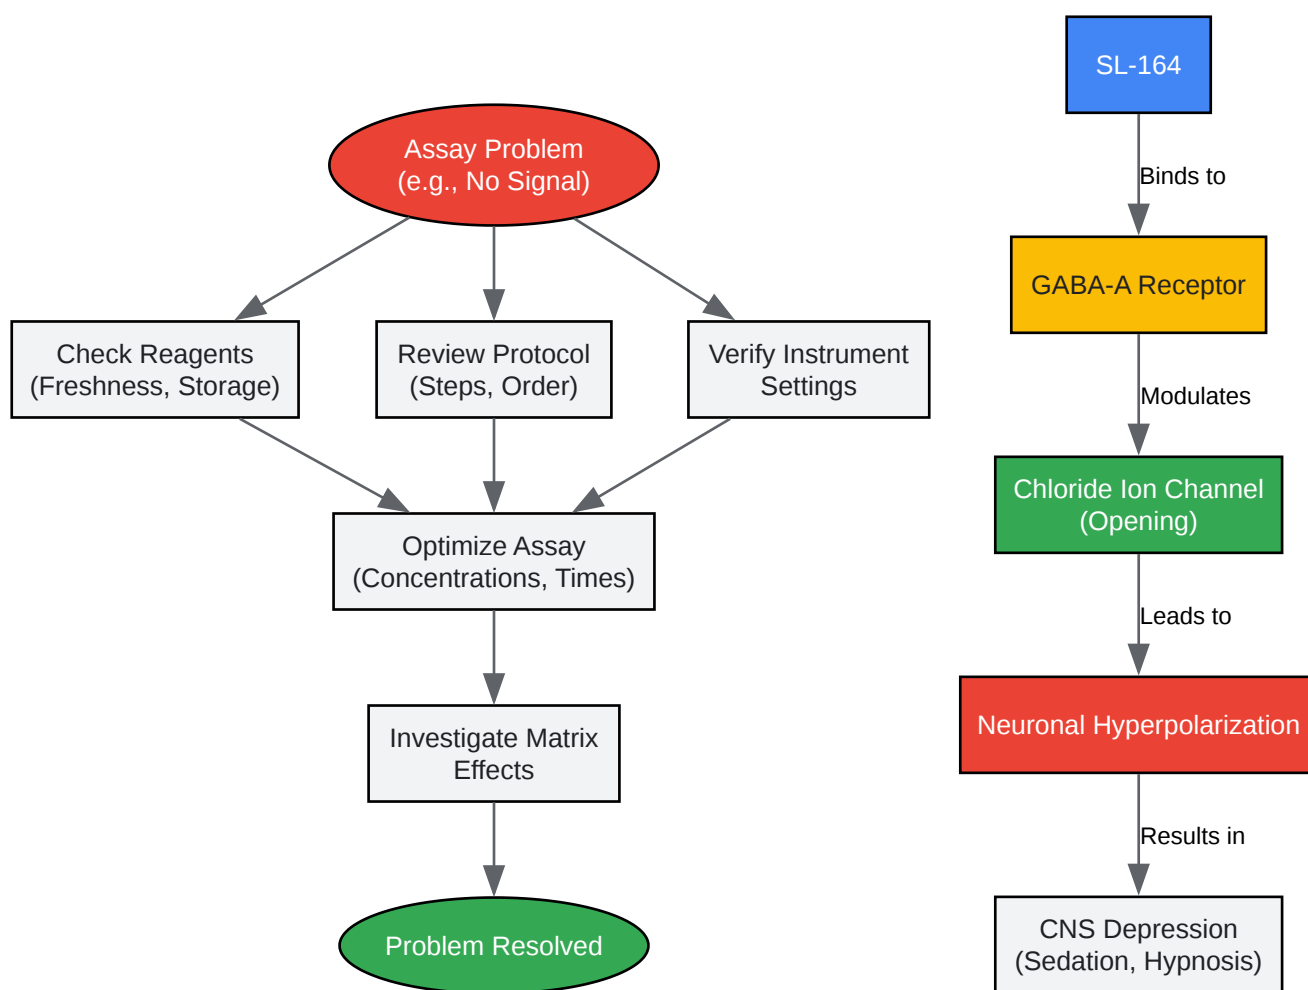 Assay Problem
(e.g., No Signal)
Check Reagents
(Freshness, Storage)
Review Protocol
(Steps, Order)
Verify Instrument
Settings
Optimize Assay
(Concentrations, Times)
Investigate Matrix
Effects
Problem Resolved
SL-164
Binds to
GABA-A Receptor
Modulates
Chloride Ion Channel
(Opening)
Leads to
Neuronal Hyperpolarization
Results in
CNS Depression
(Sedation, Hypnosis)